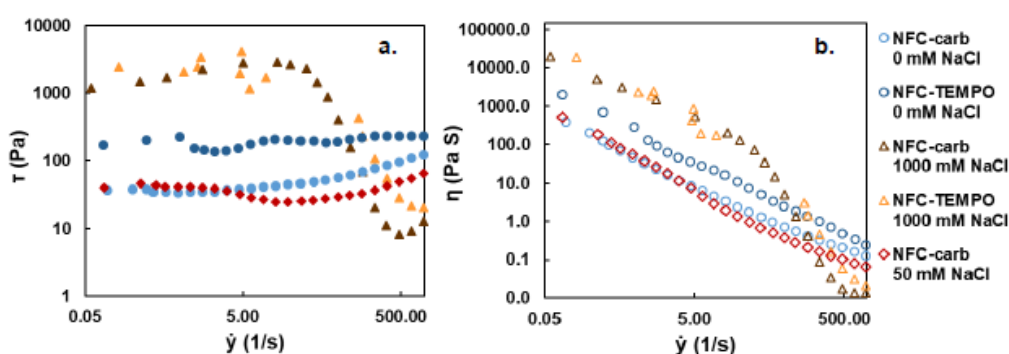 10000
1000
100
10
1
τ (Pa)
a.
0.05
5.00
500.00
ẏ (1/s)
100000.0
10000.0
1000.0
100.0
10.0
1.0
0.1
0.0
η (Pa S)
b.
0.05
5.00
500.00
ẏ (1/s)
NFC-carb
0 mM NaCl
NFC-TEMPO
0 mM NaCl
NFC-carb
1000 mM NaCl
NFC-TEMPO
1000 mM NaCl
NFC-carb
50 mM NaCl